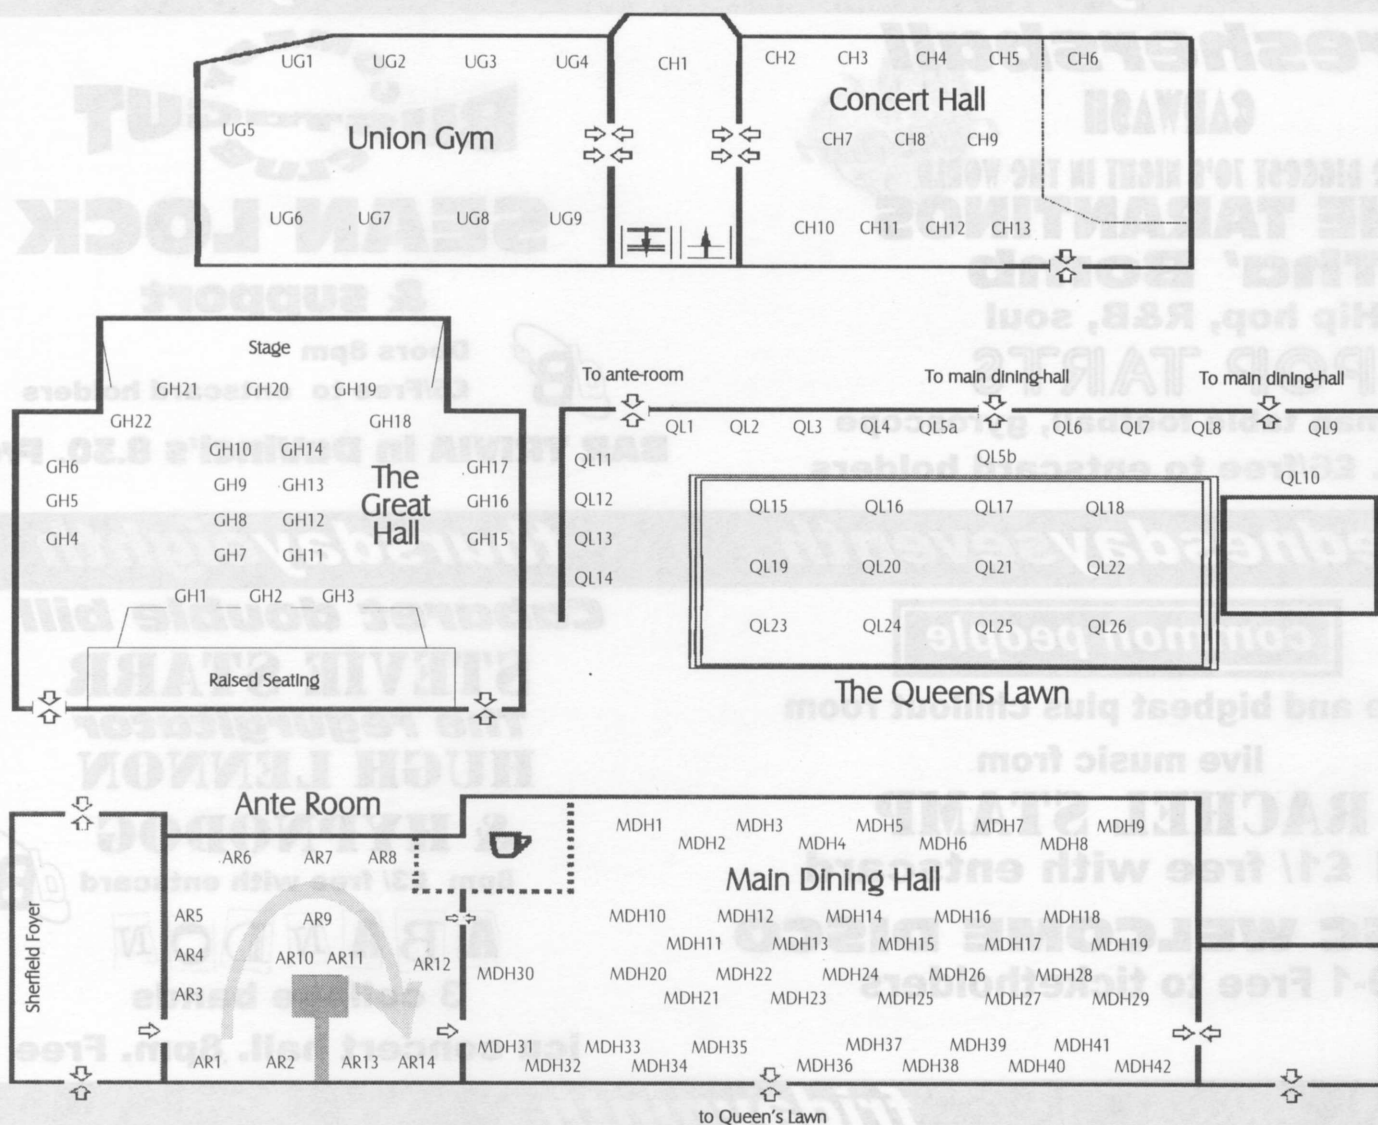 UG1 UG2 UG3 UG4 CH1 CH2 CH3 CH4 CH5 CH6
Concert Hall
UG5 Union Gym CH7 CH8 CH9
UG6 UG7 UG8 UG9 CH10 CH11 CH12 CH13
Stage
GH21 GH20 GH19
GH22 GH18
GH10 GH14
GH6 GH17
GH9 GH13
The
Great
Hall
GH5 GH16
GH8 GH12
GH4 GH15
GH7 GH11
GH1 GH2 GH3
Raised Seating
To ante-room To main dining-hall To main dining-hall
QL1 QL2 QL3 QL4 QL5a QL6 QL7 QL8 QL9
QL11 QL5b
QL10
QL12 QL15 QL16 QL17 QL18
QL13
QL14 QL19 QL20 QL21 QL22
QL23 QL24 QL25 QL26
The Queens Lawn
Ante Room
AR6 AR7 AR8
AR5 AR9
AR4 AR10 AR11 AR12
AR3
AR1 AR2 AR13 AR14
Sherfield Foyer
MDH1 MDH3 MDH5 MDH7 MDH9
MDH2 MDH4 MDH6 MDH8
Main Dining Hall
MDH10 MDH12 MDH14 MDH16 MDH18
MDH11 MDH13 MDH15 MDH17 MDH19
MDH30 MDH20 MDH22 MDH24 MDH26 MDH28
MDH21 MDH23 MDH25 MDH27 MDH29
MDH31 MDH33 MDH35 MDH37 MDH39 MDH41
MDH32 MDH34 MDH36 MDH38 MDH40 MDH42
to Queen's Lawn